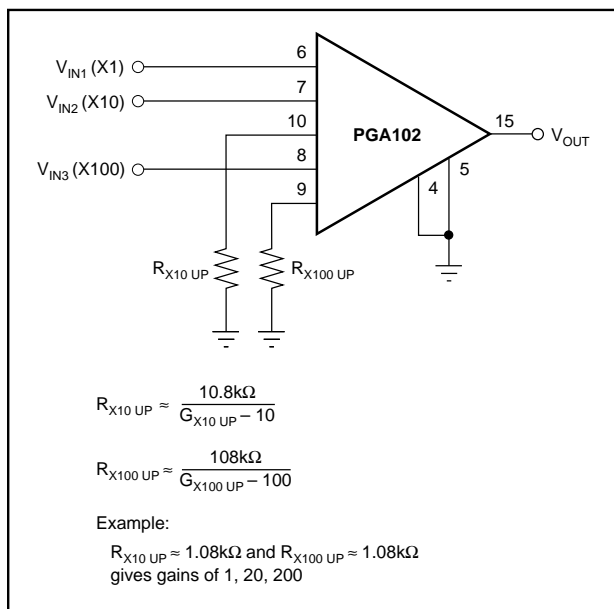 V_IN1 (X1)
6
V_IN2 (X10)
7
10
PGA102
15
V_OUT
V_IN3 (X100)
8
5
4
9
R_X10 UP
R_X100 UP
R_X10 UP ≈ 10.8kΩ / G_X10 UP – 10
R_X100 UP ≈ 108kΩ / G_X100 UP – 100
Example:
R_X10 UP ≈ 1.08kΩ and R_X100 UP ≈ 1.08kΩ
gives gains of 1, 20, 200